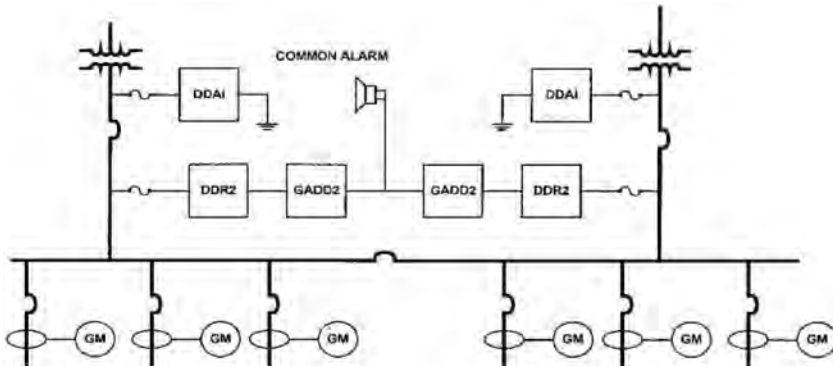 COMMON ALARM
DDAI DDAI
DDR2 GADD2 GADD2 DDR2
GM GM GM GM GM GM